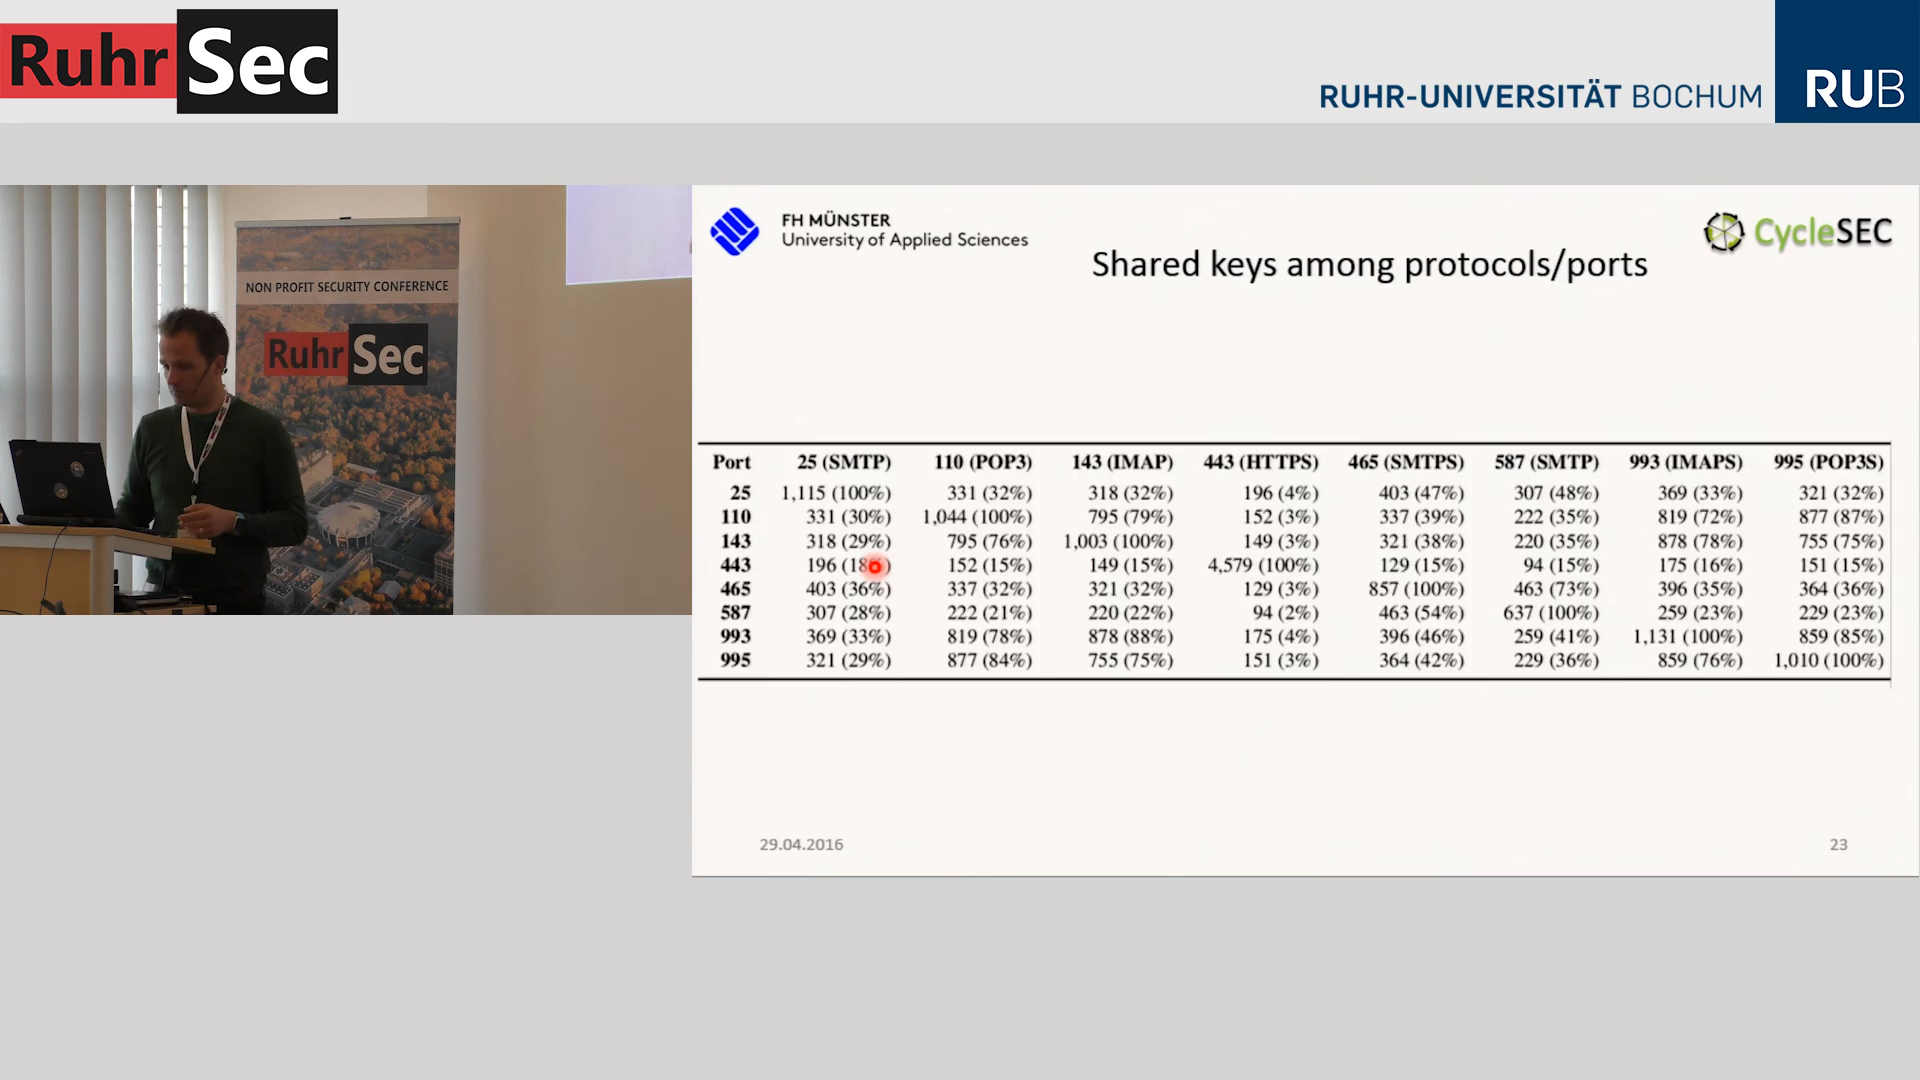 RuhrSec
RUHR-UNIVERSITÄT BOCHUM
RUB
NON PROFIT SECURITY CONFERENCE
RuhrSec
FH MÜNSTER
University of Applied Sciences
CycleSEC
Shared keys among protocols/ports
Port 25 (SMTP) 110 (POP3) 143 (IMAP) 443 (HTTPS) 465 (SMTPS) 587 (SMTP) 993 (IMAPS) 995 (POP3S)
25 1,115 (100%) 331 (32%) 318 (32%) 196 (4%) 403 (47%) 307 (48%) 369 (33%) 321 (32%)
110 331 (30%) 1,044 (100%) 795 (79%) 152 (3%) 337 (39%) 222 (35%) 819 (72%) 877 (87%)
143 318 (29%) 795 (76%) 1,003 (100%) 149 (3%) 321 (38%) 220 (35%) 878 (78%) 755 (75%)
443 196 (18%) 152 (15%) 149 (15%) 4,579 (100%) 129 (15%) 94 (15%) 175 (16%) 151 (15%)
465 403 (36%) 337 (32%) 321 (32%) 129 (3%) 857 (100%) 463 (73%) 396 (35%) 364 (36%)
587 307 (28%) 222 (21%) 220 (22%) 94 (2%) 463 (54%) 637 (100%) 259 (23%) 229 (23%)
993 369 (33%) 819 (78%) 878 (88%) 175 (4%) 396 (46%) 259 (41%) 1,131 (100%) 859 (85%)
995 321 (29%) 877 (84%) 755 (75%) 151 (3%) 364 (42%) 229 (36%) 859 (76%) 1,010 (100%)
29.04.2016
23